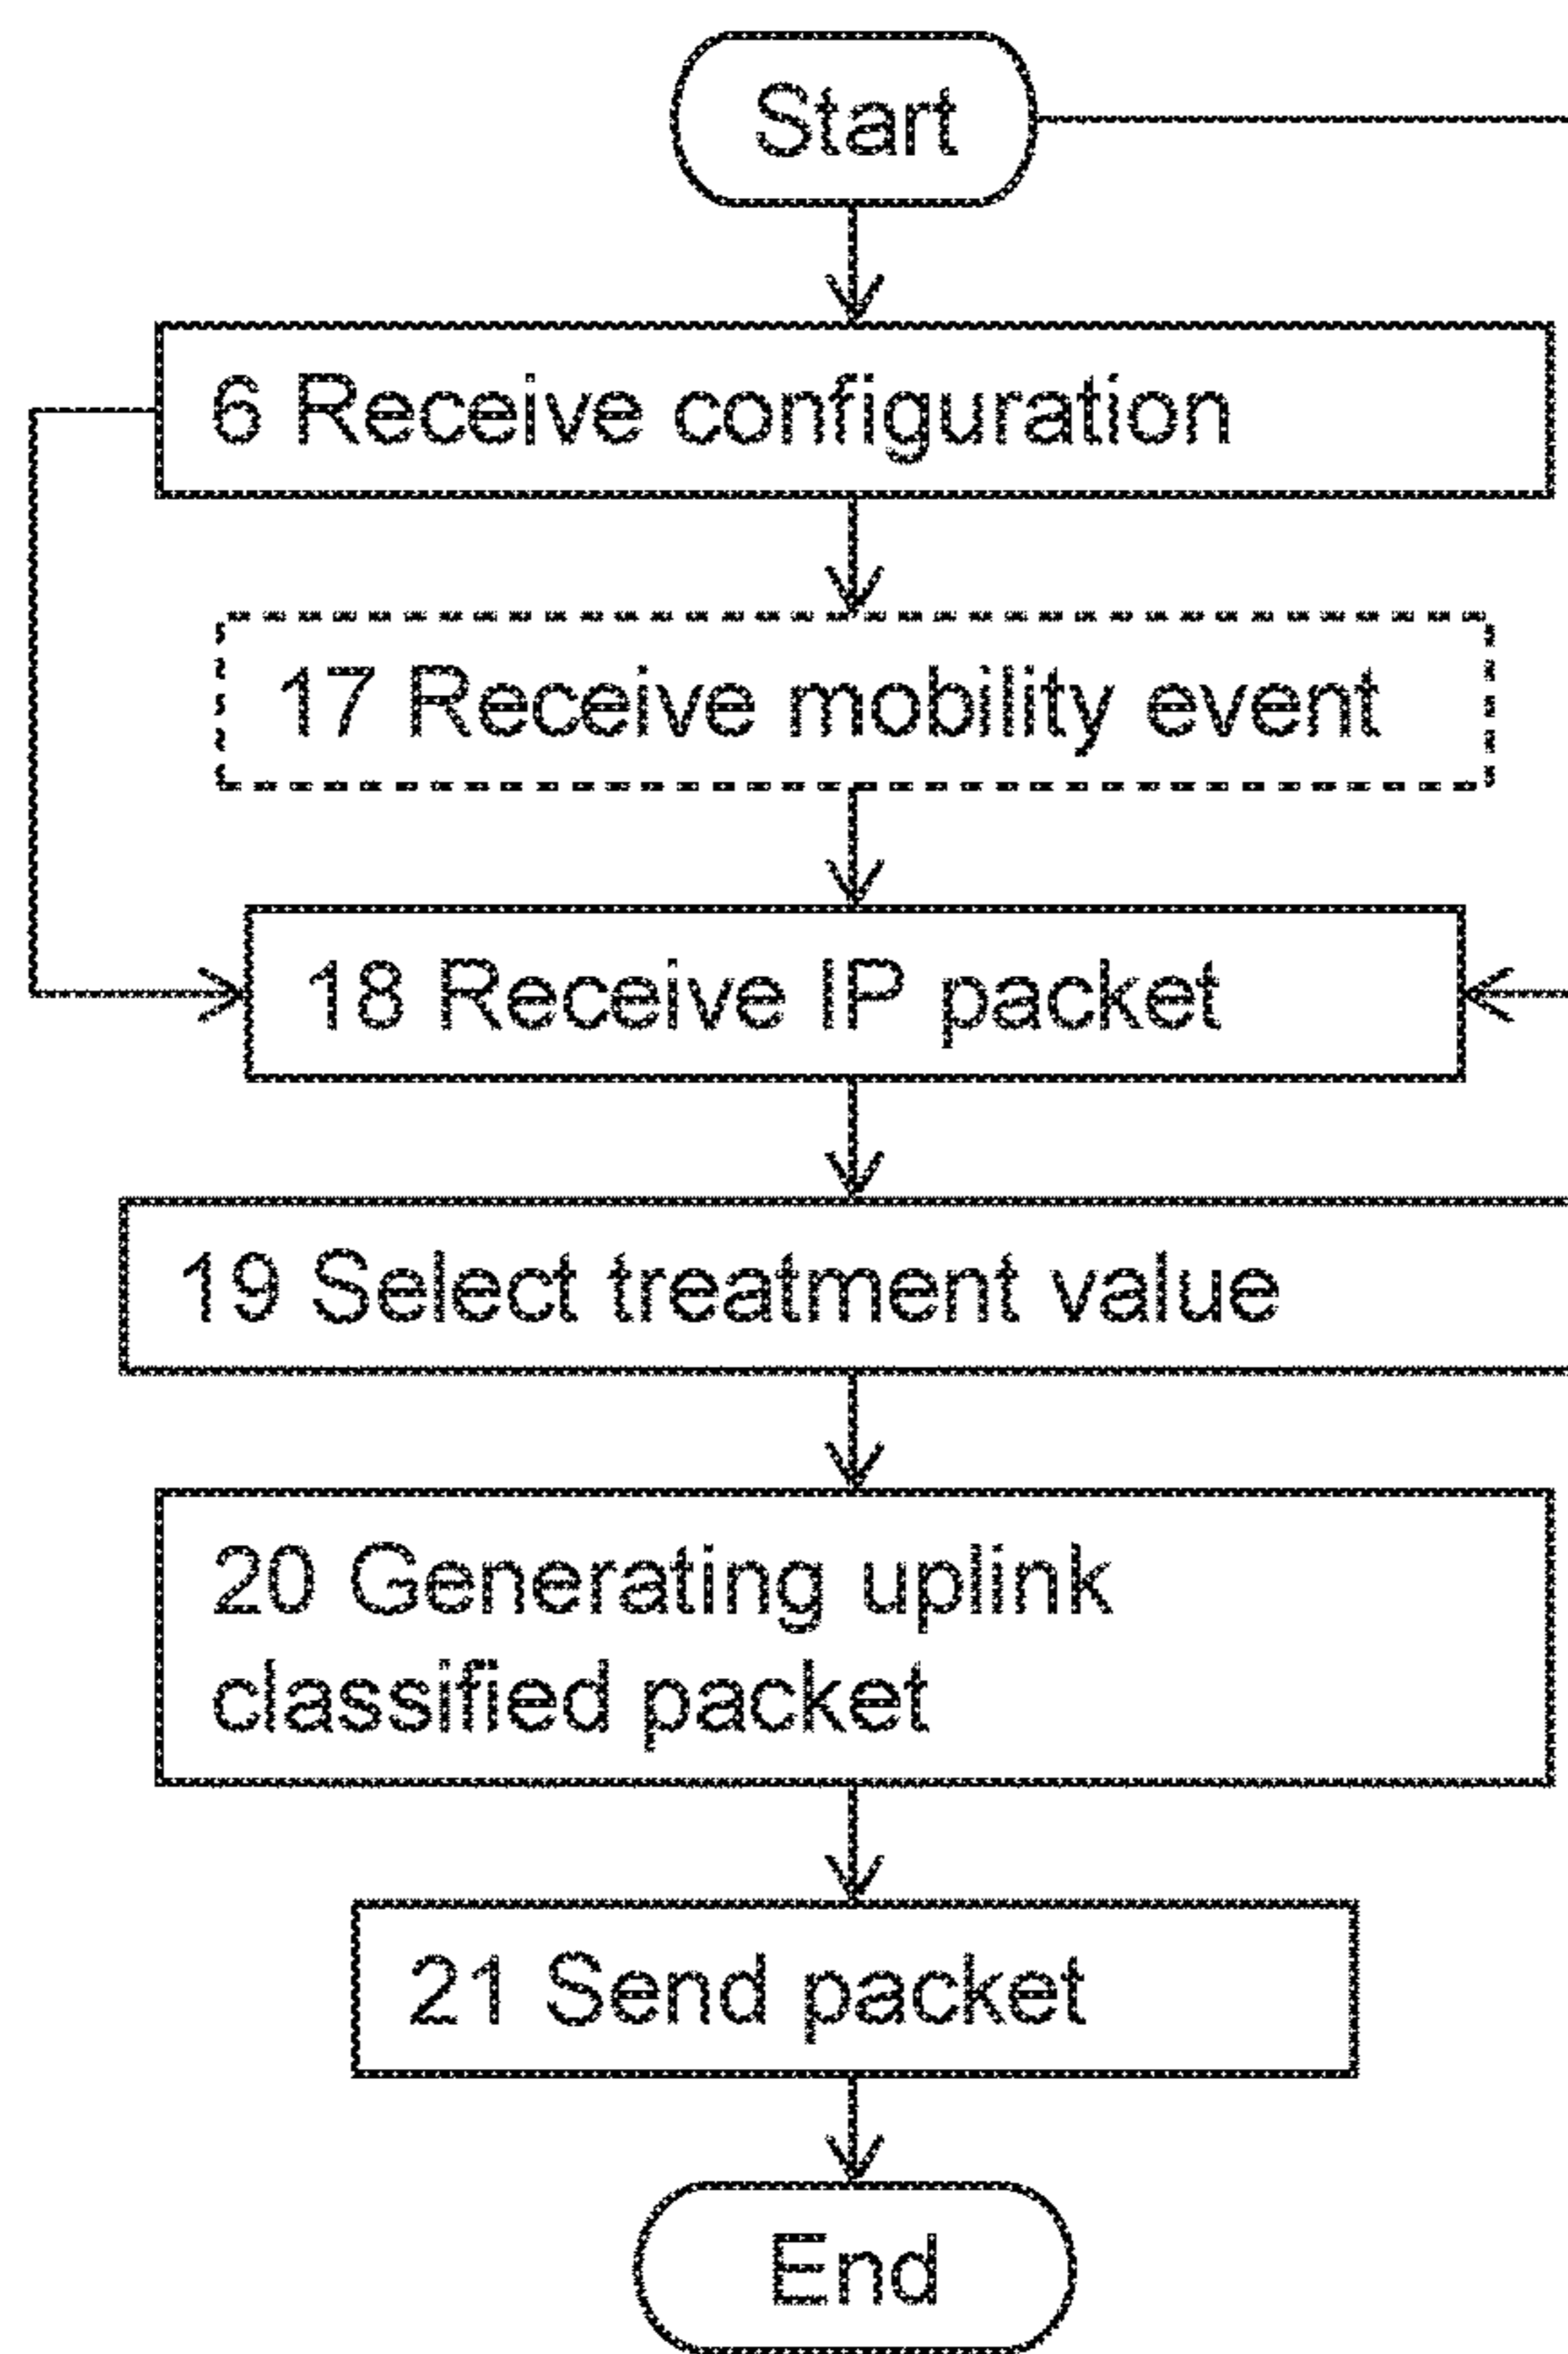 Start
6 Receive configuration
17 Receive mobility event
18 Receive IP packet
19 Select treatment value
20 Generating uplink
classified packet
21 Send packet
End